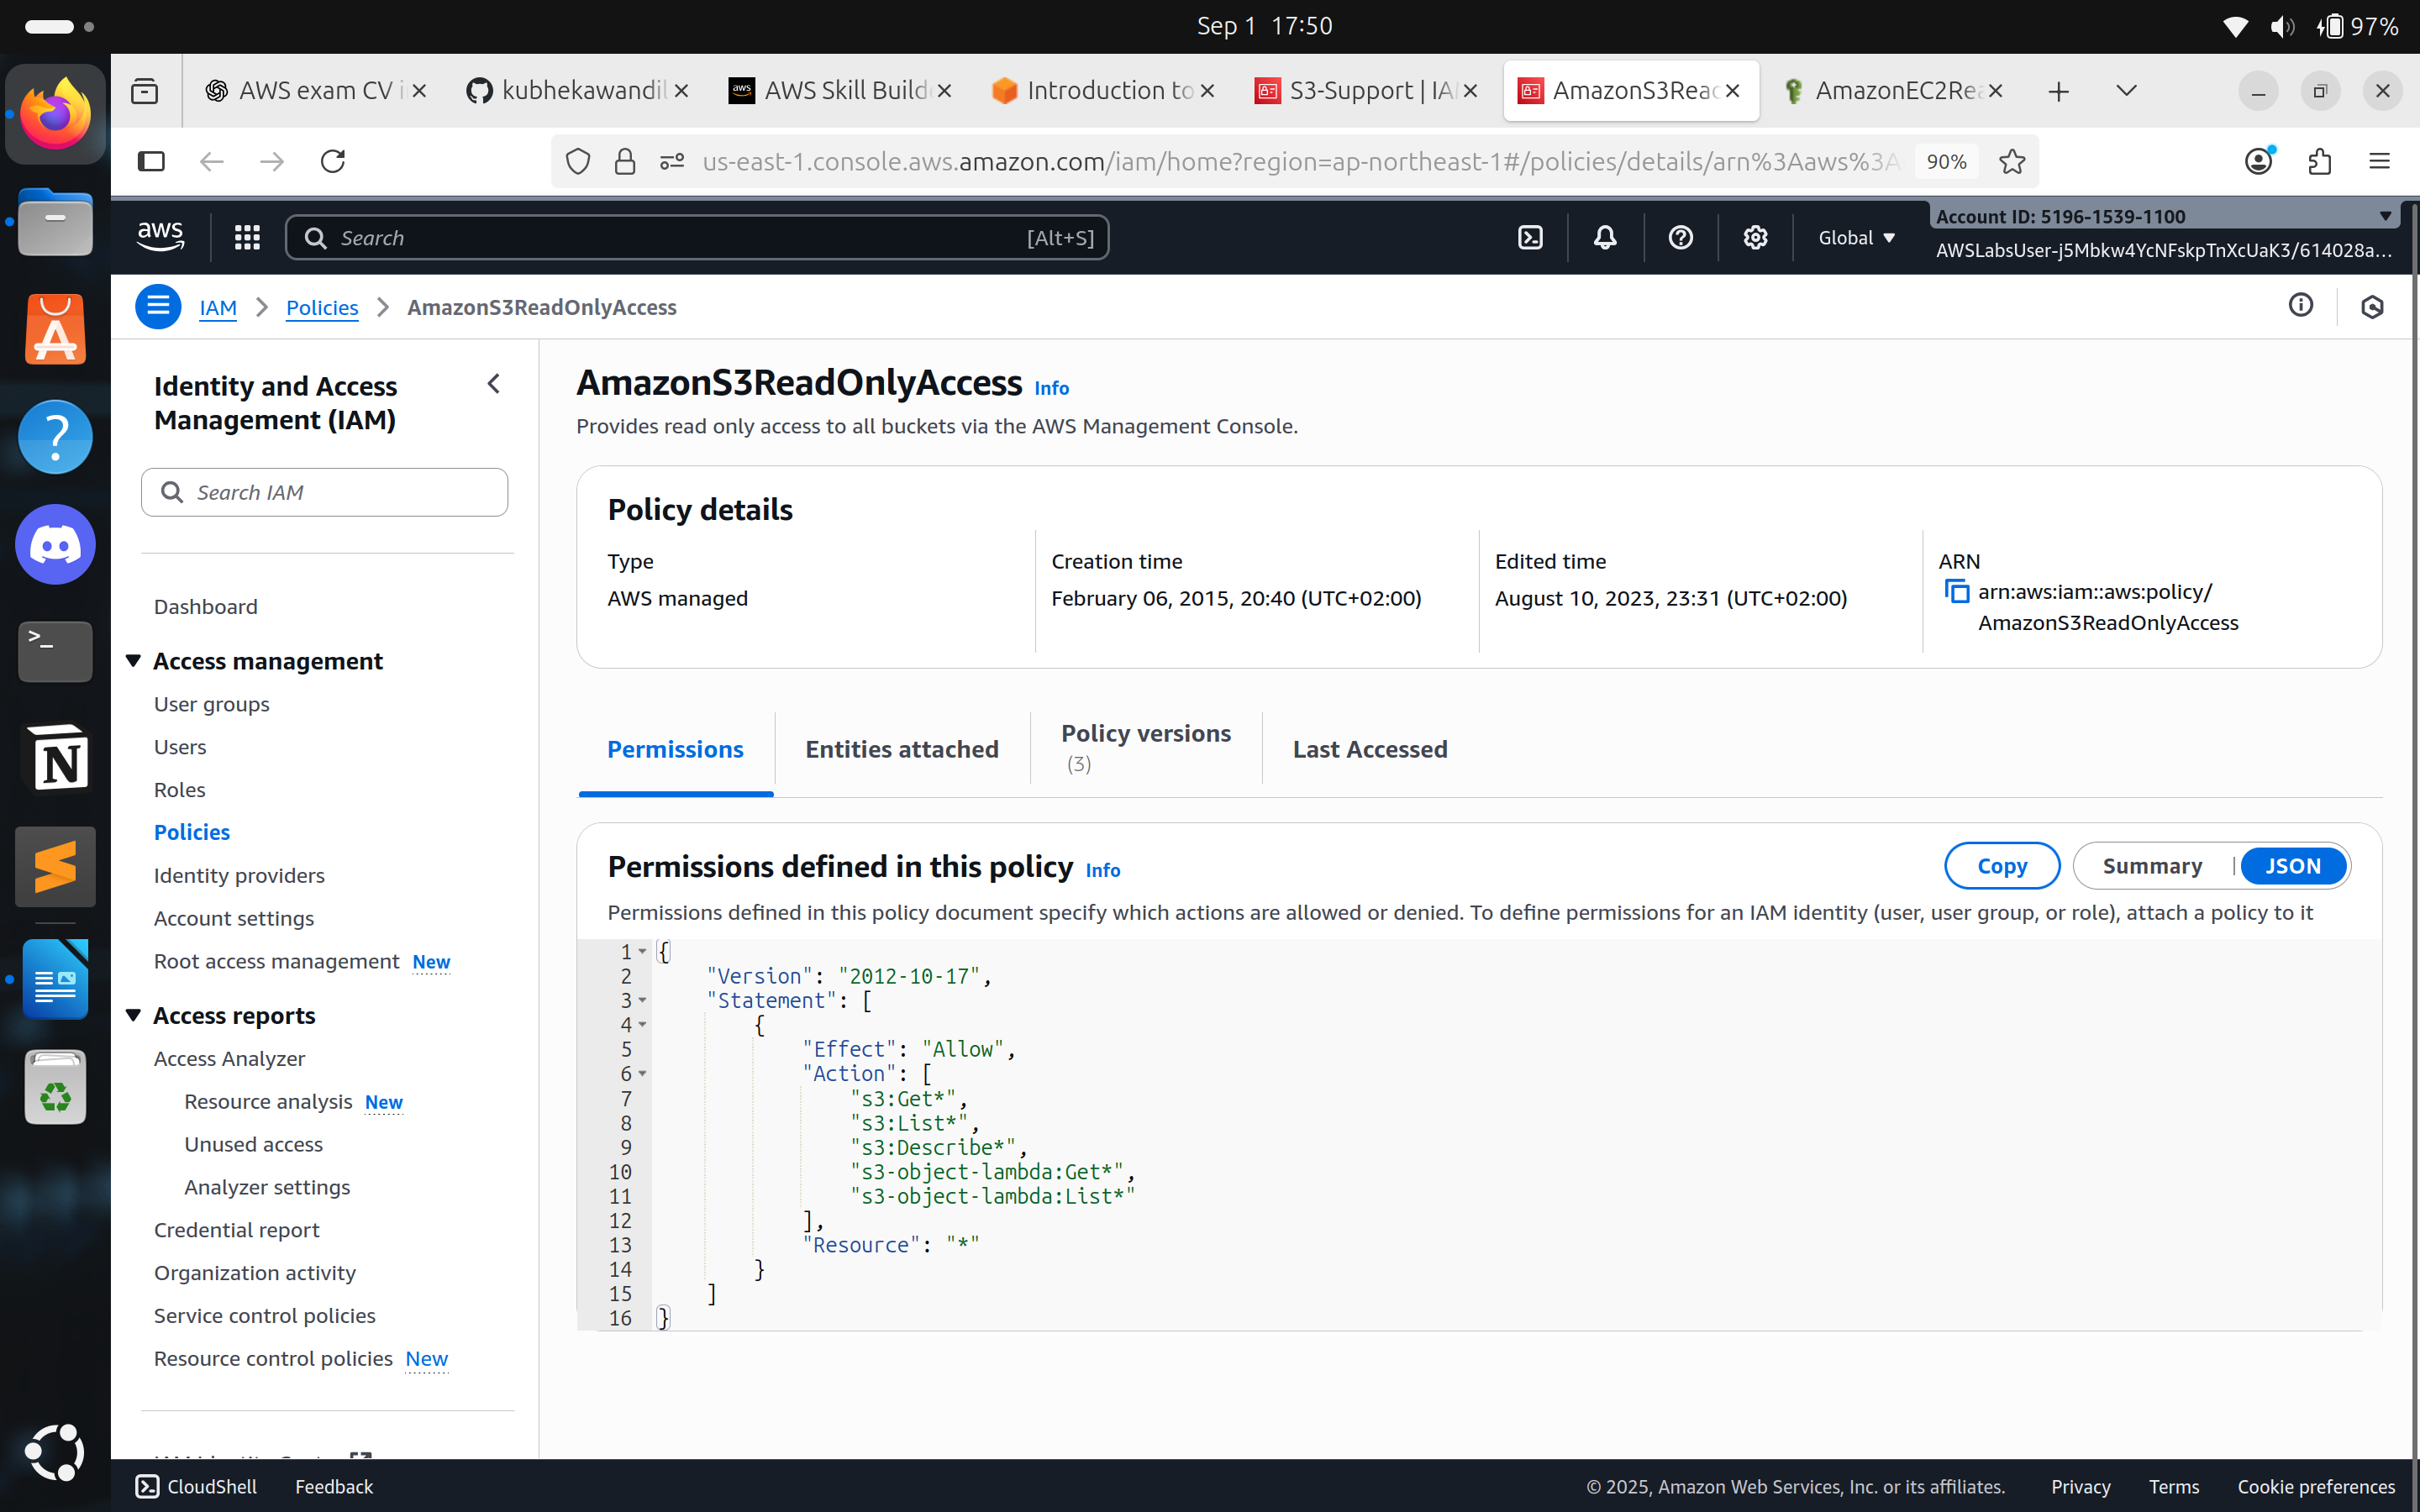 Sep 1 17:50
97%
AWS exam CV i
kubhekawandil
AWS Skill Build
Introduction to
S3-Support | IA
AmazonS3Reac
AmazonEC2Re
us-east-1.console.aws.amazon.com/iam/home?region=ap-northeast-1#/policies/details/arn%3Aaws%3A
90%
aws
Search
[Alt+S]
Global
Account ID: 5196-1539-1100
AWSLabsUser-j5Mbkw4YcNFskpTnXcUaK3/614028a...
IAM
Policies
AmazonS3ReadOnlyAccess
Identity and Access
Management (IAM)
Search IAM
Dashboard
Access management
User groups
Users
Roles
Policies
Identity providers
Account settings
Root access management New
Access reports
Access Analyzer
Resource analysis New
Unused access
Analyzer settings
Credential report
Organization activity
Service control policies
Resource control policies New
AmazonS3ReadOnlyAccess Info
Provides read only access to all buckets via the AWS Management Console.
Policy details
Type
AWS managed
Creation time
February 06, 2015, 20:40 (UTC+02:00)
Edited time
August 10, 2023, 23:31 (UTC+02:00)
ARN
arn:aws:iam::aws:policy/
AmazonS3ReadOnlyAccess
Permissions
Entities attached
Policy versions
(3)
Last Accessed
Permissions defined in this policy Info
Copy
Summary
JSON
Permissions defined in this policy document specify which actions are allowed or denied. To define permissions for an IAM identity (user, user group, or role), attach a policy to it
1 {
2 "Version": "2012-10-17",
3 "Statement": [
4 {
5 "Effect": "Allow",
6 "Action": [
7 "s3:Get*",
8 "s3:List*",
9 "s3:Describe*",
10 "s3-object-lambda:Get*",
11 "s3-object-lambda:List*"
12 ],
13 "Resource": "*"
14 }
15 ]
16 }
CloudShell
Feedback
© 2025, Amazon Web Services, Inc. or its affiliates.
Privacy
Terms
Cookie preferences